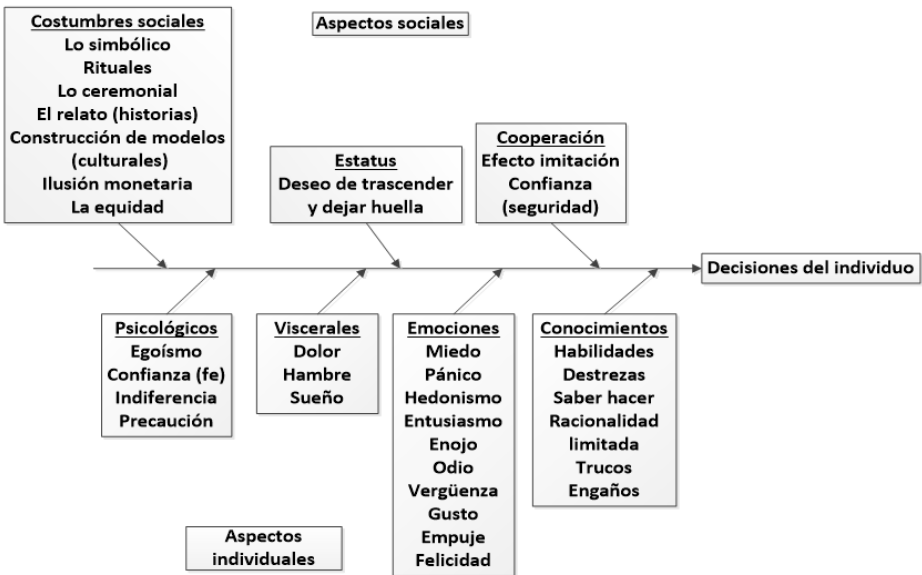 Costumbres sociales
Lo simbólico
Rituales
Lo ceremonial
El relato (historias)
Construcción de modelos
(culturales)
Ilusión monetaria
La equidad
Aspectos sociales
Estatus
Deseo de trascender
y dejar huella
Cooperación
Efecto imitación
Confianza
(seguridad)
Decisiones del individuo
Psicológicos
Egoísmo
Confianza (fe)
Indiferencia
Precaución
Viscerales
Dolor
Hambre
Sueño
Emociones
Miedo
Pánico
Hedonismo
Entusiasmo
Enojo
Odio
Vergüenza
Gusto
Empuje
Felicidad
Conocimientos
Habilidades
Destrezas
Saber hacer
Racionalidad
limitada
Trucos
Engaños
Aspectos
individuales